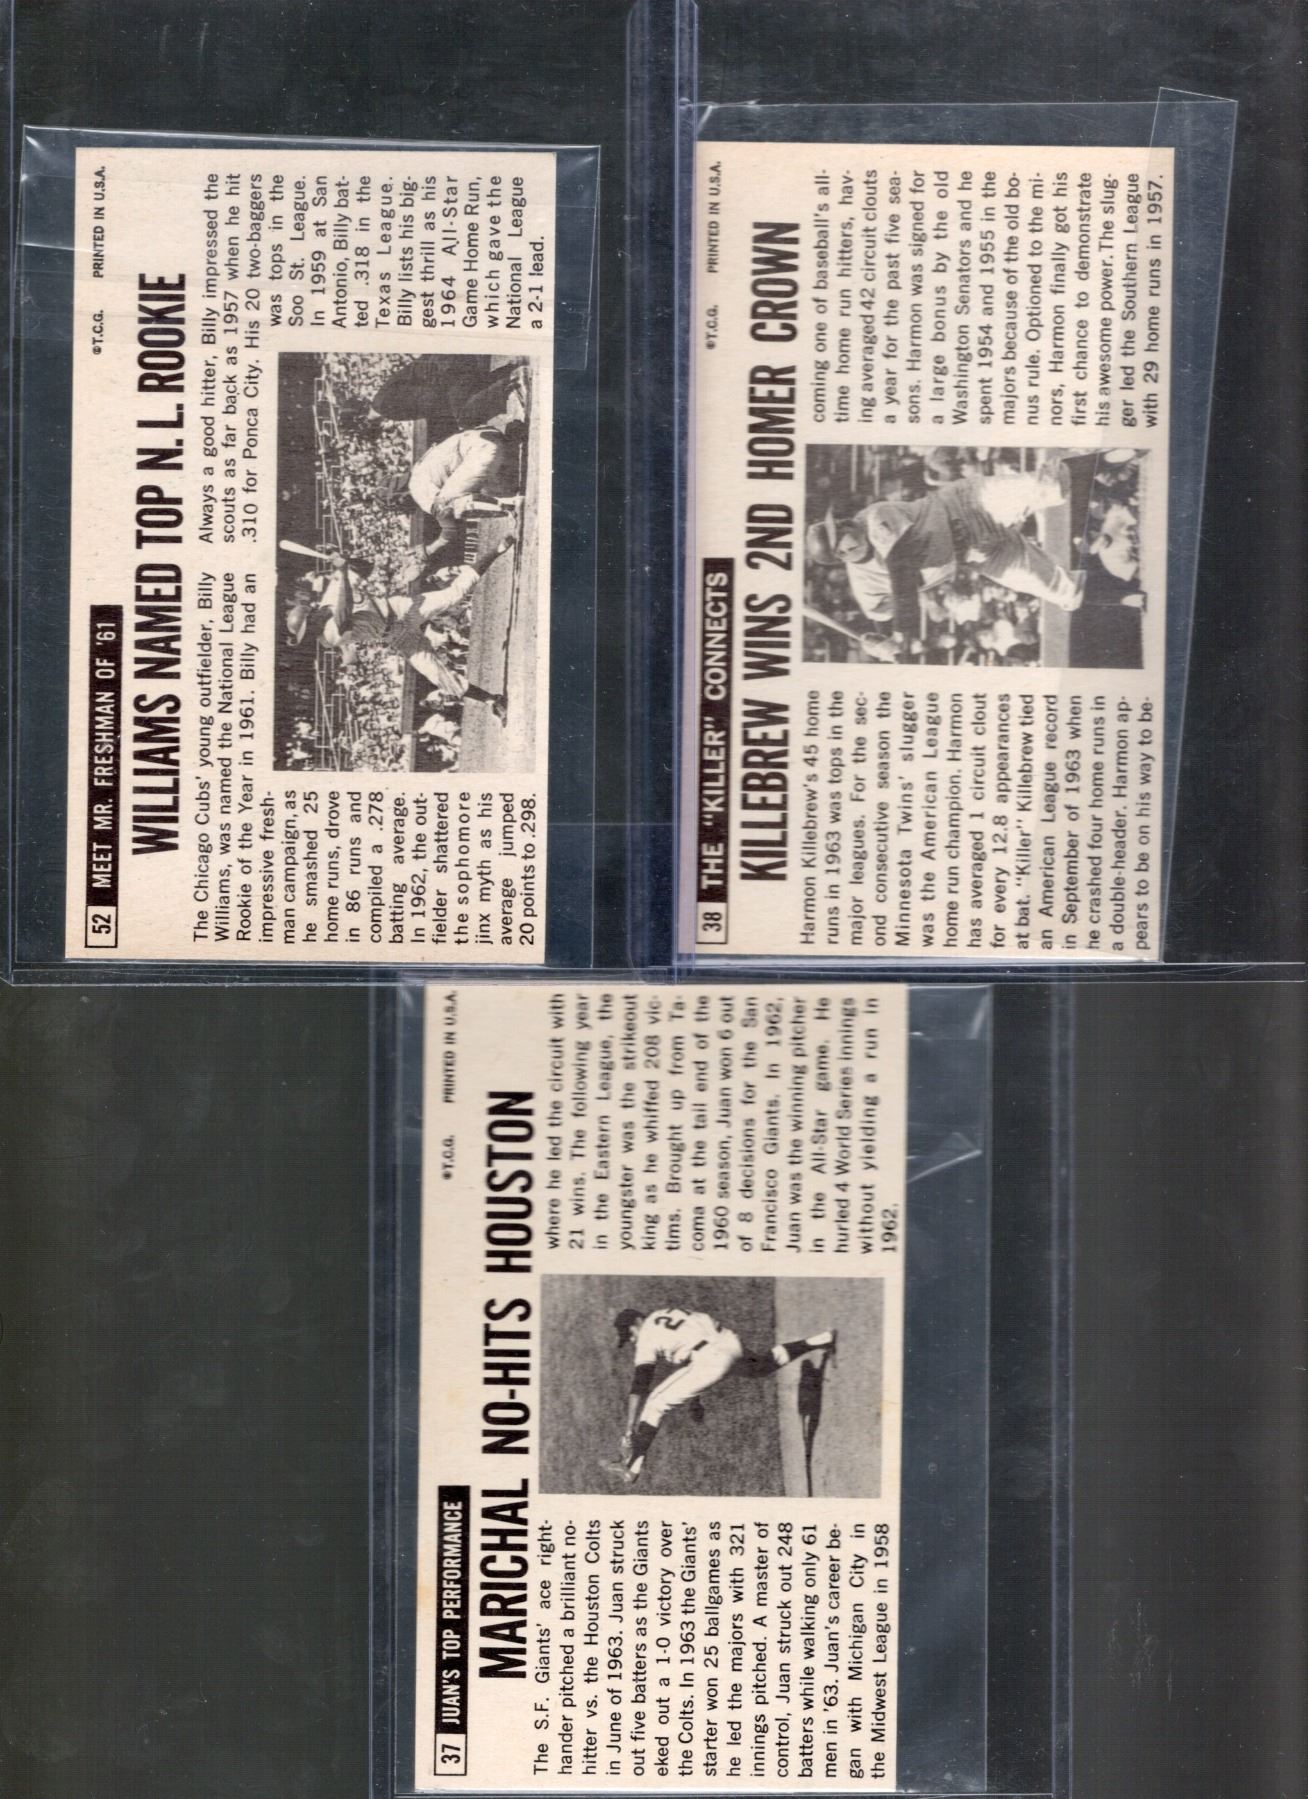 52 MEET MR. FRESHMAN OF '61
©T.C.G. PRINTED IN U.S.A.
WILLIAMS NAMED TOP N. L. ROOKIE
The Chicago Cubs' young outfielder, Billy
Williams, was named the National League
Rookie of the Year in 1961. Billy had an
impressive fresh-
man campaign, as
he smashed 25
home runs, drove
in 86 runs and
compiled a .278
batting average.
In 1962, the out-
fielder shattered
the sophomore
jinx myth as his
average jumped
20 points to .298.
Always a good hitter, Billy impressed the
scouts as far back as 1957 when he hit
.310 for Ponca City. His 20 two-baggers
was tops in the
Soo St. League.
In 1959 at San
Antonio, Billy bat-
ted .318 in the
Texas League.
Billy lists his big-
gest thrill as his
1964 All-Star
Game Home Run,
which gave the
National League
a 2-1 lead.
38 THE "KILLER" CONNECTS
©T.C.G. PRINTED IN U.S.A.
KILLEBREW WINS 2ND HOMER CROWN
Harmon Killebrew's 45 home
runs in 1963 was tops in the
major leagues. For the sec-
ond consecutive season the
Minnesota Twins' slugger
was the American League
home run champion. Harmon
has averaged 1 circuit clout
for every 12.8 appearances
at bat. "Killer" Killebrew tied
an American League record
in September of 1963 when
he crashed four home runs in
a double-header. Harmon ap-
pears to be on his way to be-
coming one of baseball's all-
time home run hitters, hav-
ing averaged 42 circuit clouts
a year for the past five sea-
sons. Harmon was signed for
a large bonus by the old
Washington Senators and he
spent 1954 and 1955 in the
majors because of the old bo-
nus rule. Optioned to the mi-
nors, Harmon finally got his
first chance to demonstrate
his awesome power. The slug-
ger led the Southern League
with 29 home runs in 1957.
37 JUAN'S TOP PERFORMANCE
©T.C.G. PRINTED IN U.S.A.
MARICHAL NO-HITS HOUSTON
The S.F. Giants' ace right-
hander pitched a brilliant no-
hitter vs. the Houston Colts
in June of 1963. Juan struck
out five batters as the Giants
eked out a 1-0 victory over
the Colts. In 1963 the Giants'
starter won 25 ballgames as
he led the majors with 321
innings pitched. A master of
control, Juan struck out 248
batters while walking only 61
men in '63. Juan's career be-
gan with Michigan City in
the Midwest League in 1958
where he led the circuit with
21 wins. The following year
in the Eastern League, the
youngster was the strikeout
king as he whiffed 208 vic-
tims. Brought up from Ta-
coma at the tail end of the
1960 season, Juan won 6 out
of 8 decisions for the San
Francisco Giants. In 1962,
Juan was the winning pitcher
in the All-Star game. He
hurled 4 World Series innings
without yielding a run in
1962.